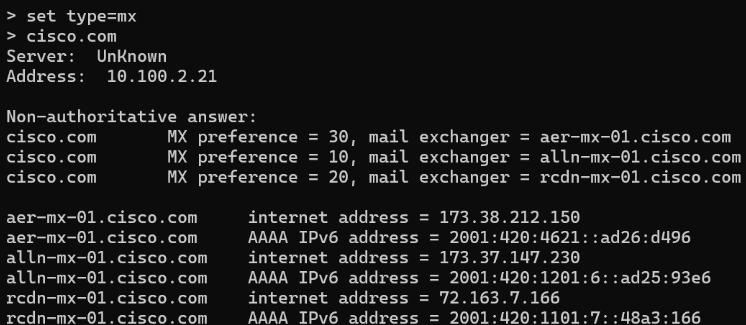 > set type=mx
> cisco.com
Server:  UnKnown
Address:  10.100.2.21

Non-authoritative answer:
cisco.com       MX preference = 30, mail exchanger = aer-mx-01.cisco.com
cisco.com       MX preference = 10, mail exchanger = alln-mx-01.cisco.com
cisco.com       MX preference = 20, mail exchanger = rcdn-mx-01.cisco.com

aer-mx-01.cisco.com     internet address = 173.38.212.150
aer-mx-01.cisco.com     AAAA IPv6 address = 2001:420:4621::ad26:d496
alln-mx-01.cisco.com    internet address = 173.37.147.230
alln-mx-01.cisco.com    AAAA IPv6 address = 2001:420:1201:6::ad25:93e6
rcdn-mx-01.cisco.com    internet address = 72.163.7.166
rcdn-mx-01.cisco.com    AAAA IPv6 address = 2001:420:1101:7::48a3:166